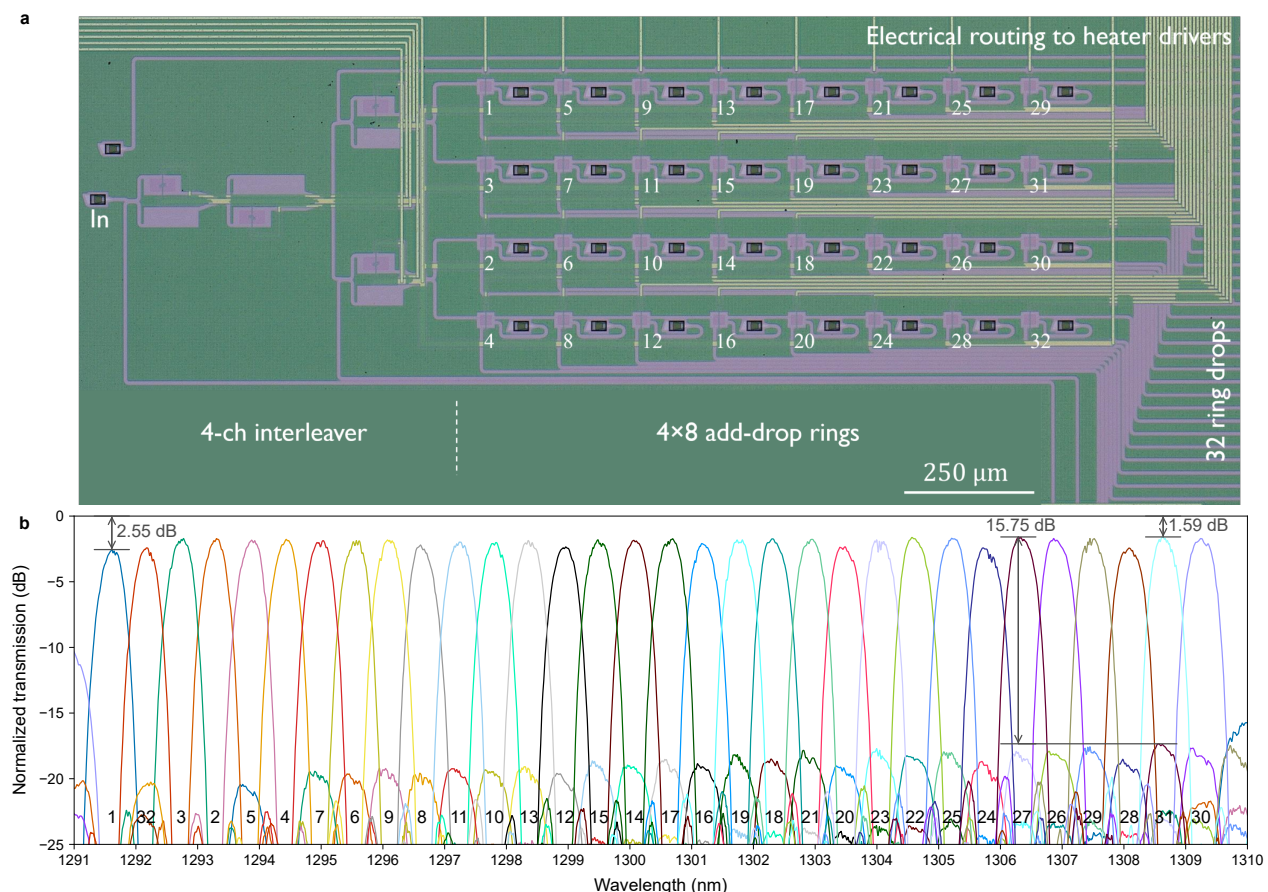 a
Electrical routing to heater drivers
1 5 9 13 17 21 25 29
3 7 11 15 19 23 27 31
In
2 6 10 14 18 22 26 30
4 8 12 16 20 24 28 32
32 ring drops
4-ch interleaver
4×8 add-drop rings
250 μm
b
0
2.55 dB
15.75 dB
1.59 dB
−5
−10
−15
−20
−25
Normalized transmission (dB)
1 32 3 2 5 4 7 6 9 8 11 10 13 12 15 14 17 16 19 18 21 20 23 22 25 24 27 26 29 28 31 30
1291 1292 1293 1294 1295 1296 1297 1298 1299 1300 1301 1302 1303 1304 1305 1306 1307 1308 1309 1310
Wavelength (nm)